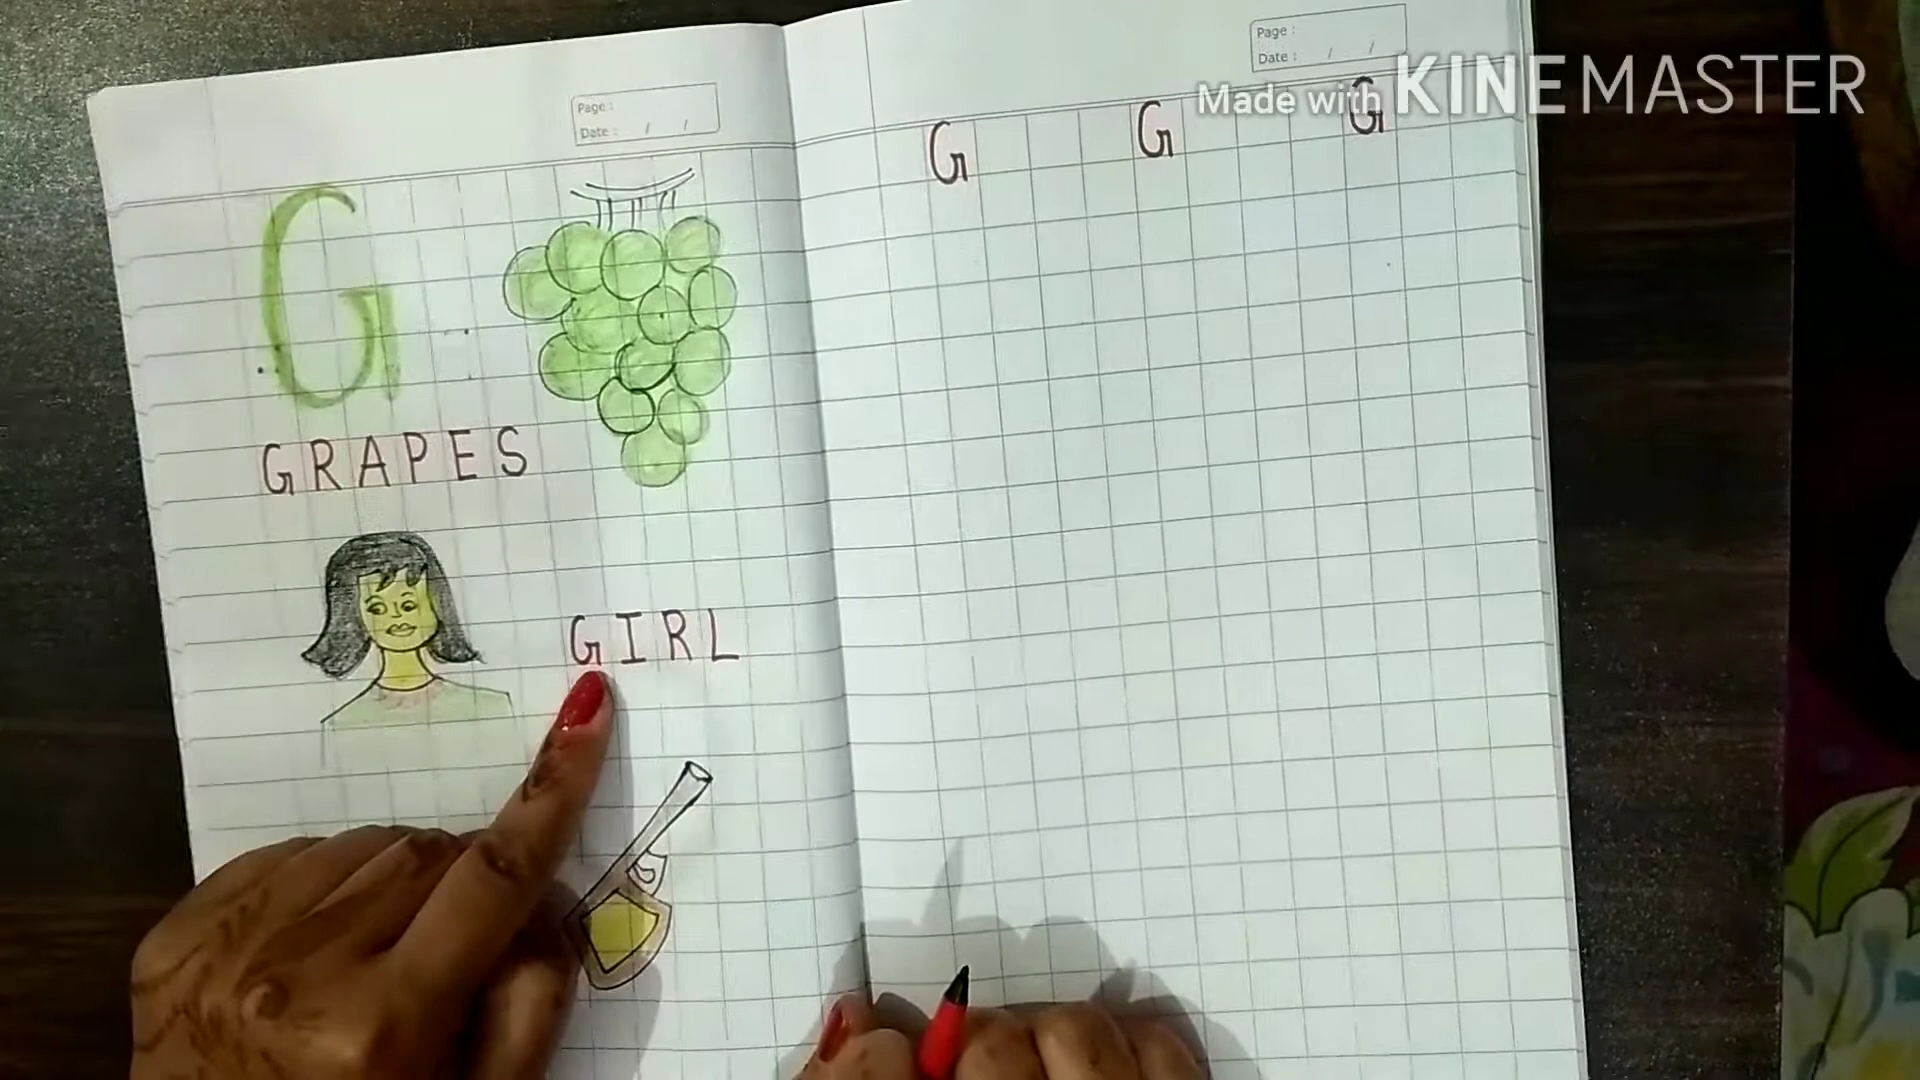 Page :
Date : / /
G
GRAPES
GIRL
Page :
Date : / /
Made with KINEMASTER
G G G